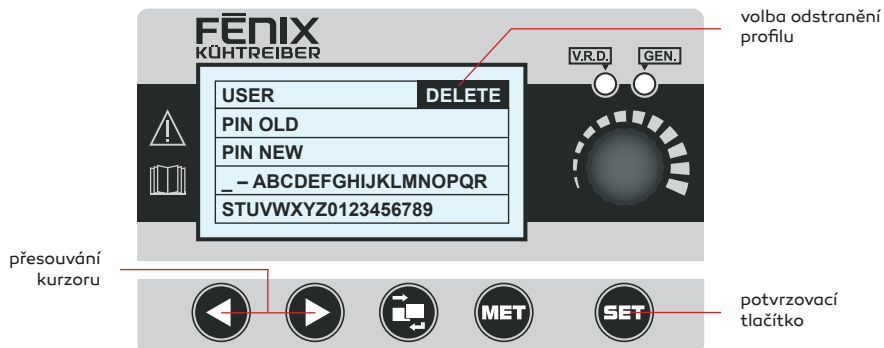 volba odstranění
profilu
FĒNIX
KÜHTREIBER
V.R.D. GEN.
USER DELETE
PIN OLD
PIN NEW
_ – ABCDEFGHIJKLMNOPQR
STUVWXYZ0123456789
přesouvání
kurzoru
MET SET
potvrzovací
tlačítko